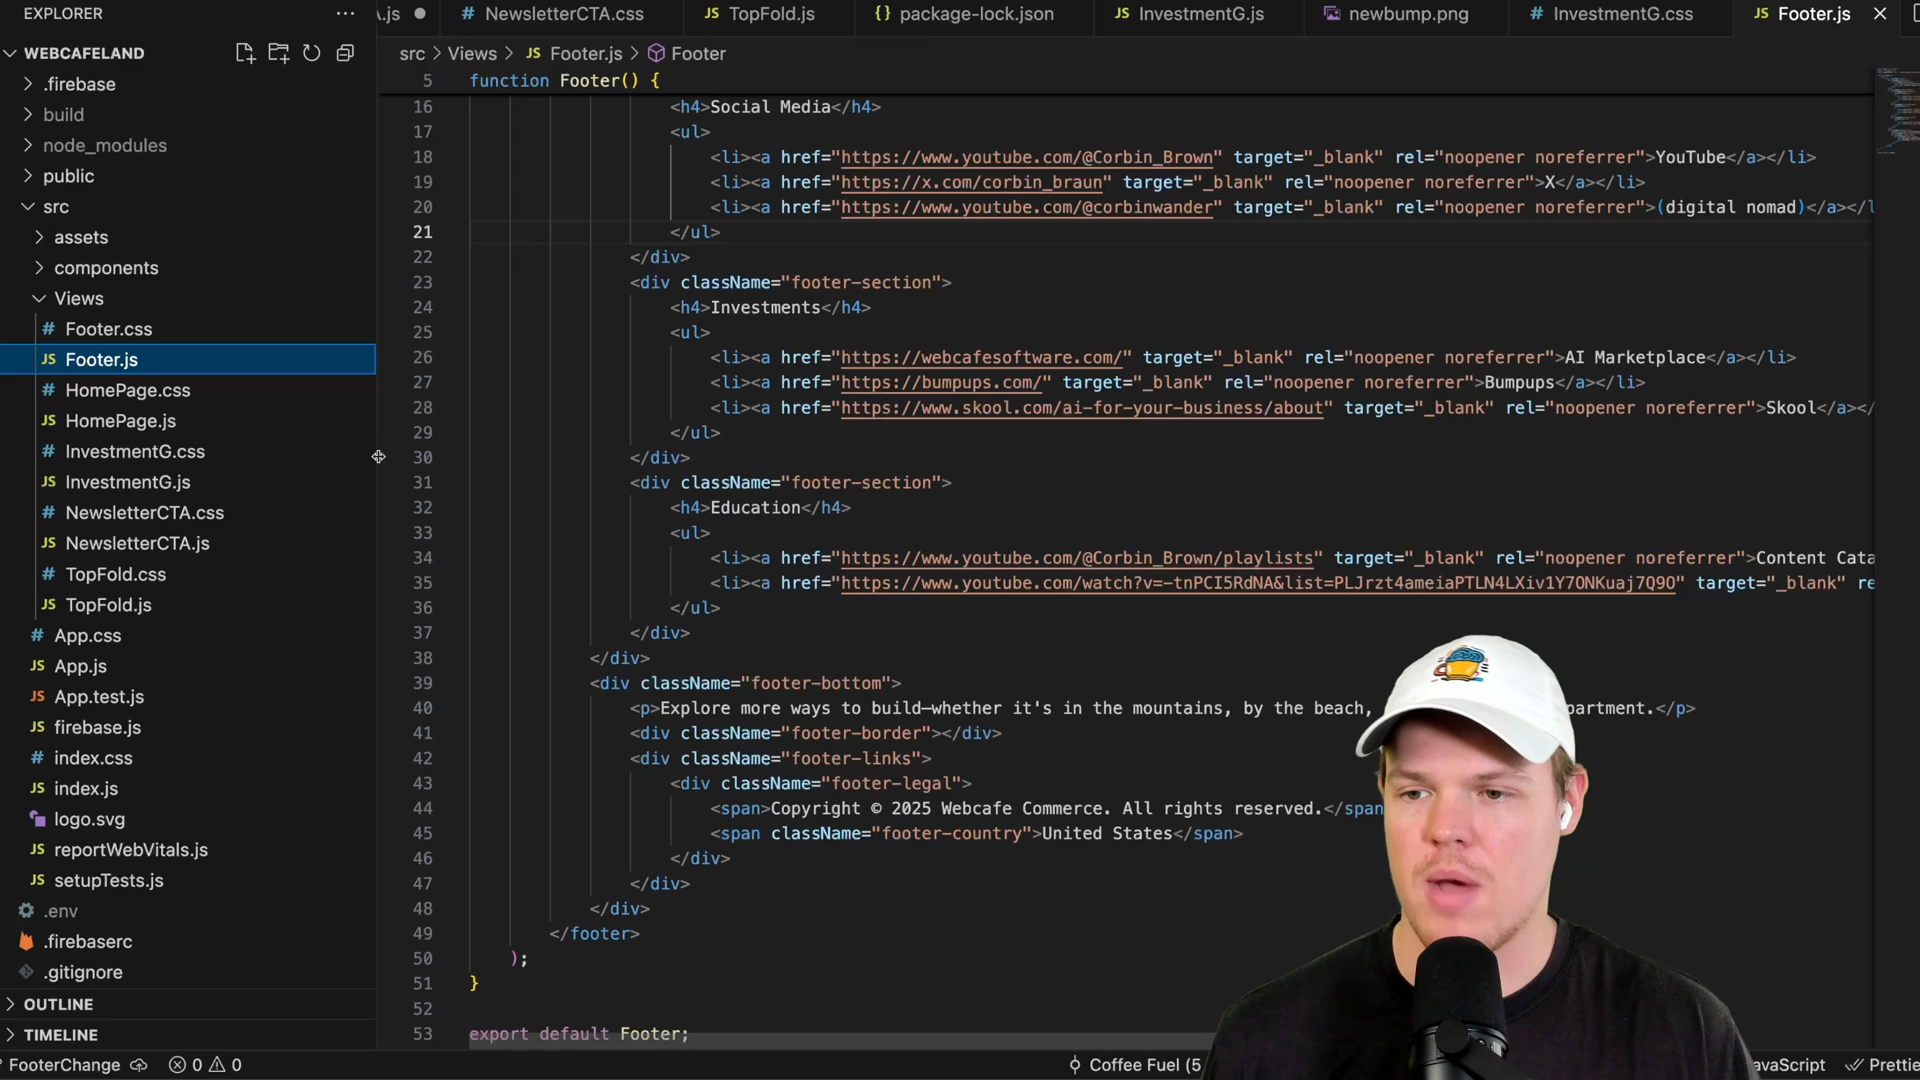 EXPLORER
WEBCAFELAND
.firebase
build
node_modules
public
src
assets
components
Views
Footer.css
Footer.js
HomePage.css
HomePage.js
InvestmentG.css
InvestmentG.js
NewsletterCTA.css
NewsletterCTA.js
TopFold.css
TopFold.js
App.css
App.js
App.test.js
firebase.js
index.css
index.js
logo.svg
reportWebVitals.js
setupTests.js
.env
.firebaserc
.gitignore
OUTLINE
TIMELINE
.js NewsletterCTA.css TopFold.js package-lock.json InvestmentG.js newbump.png InvestmentG.css Footer.js
src > Views > JS Footer.js > Footer
5 function Footer() {
16 <h4>Social Media</h4>
17 <ul>
18 <li><a href="https://www.youtube.com/@Corbin_Brown" target="_blank" rel="noopener noreferrer">YouTube</a></li>
19 <li><a href="https://x.com/corbin_braun" target="_blank" rel="noopener noreferrer">X</a></li>
20 <li><a href="https://www.youtube.com/@corbinwander" target="_blank" rel="noopener noreferrer">(digital nomad)</a></l
21 </ul>
22 </div>
23 <div className="footer-section">
24 <h4>Investments</h4>
25 <ul>
26 <li><a href="https://webcafesoftware.com/" target="_blank" rel="noopener noreferrer">AI Marketplace</a></li>
27 <li><a href="https://bumpups.com/" target="_blank" rel="noopener noreferrer">Bumpups</a></li>
28 <li><a href="https://www.skool.com/ai-for-your-business/about" target="_blank" rel="noopener noreferrer">Skool</a></
29 </ul>
30 </div>
31 <div className="footer-section">
32 <h4>Education</h4>
33 <ul>
34 <li><a href="https://www.youtube.com/@Corbin_Brown/playlists" target="_blank" rel="noopener noreferrer">Content Cata
35 <li><a href="https://www.youtube.com/watch?v=-tnPCI5RdNA&list=PLJrzt4ameiaPTLN4LXiv1Y7ONKuaj7Q9O" target="_blank" re
36 </ul>
37 </div>
38 </div>
39 <div className="footer-bottom">
40 <p>Explore more ways to build—whether it's in the mountains, by the beach, partment.</p>
41 <div className="footer-border"></div>
42 <div className="footer-links">
43 <div className="footer-legal">
44 <span>Copyright © 2025 Webcafe Commerce. All rights reserved.</span
45 <span className="footer-country">United States</span>
46 </div>
47 </div>
48 </div>
49 </footer>
50 );
51 }
52
53 export default Footer;
FooterChange 0 0 Coffee Fuel (5 avaScript Prettie